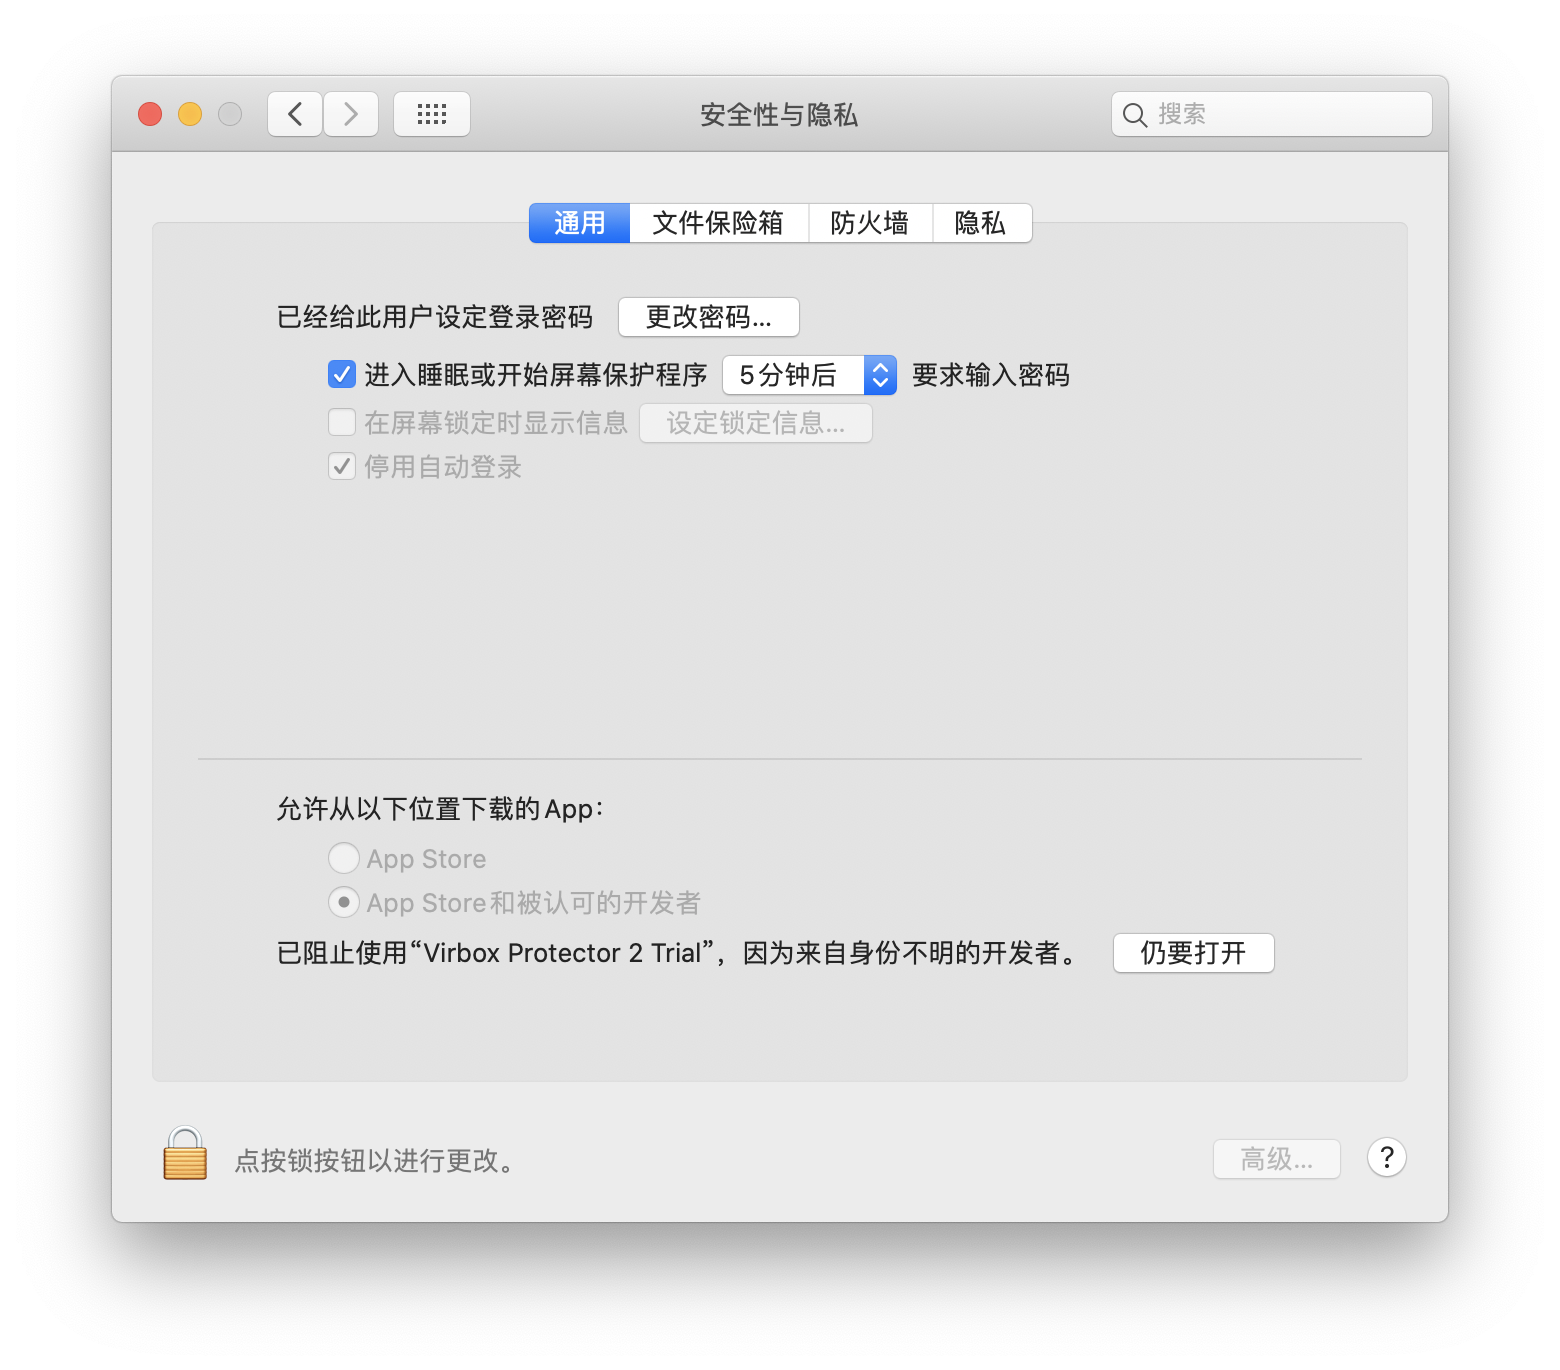 安全性与隐私
搜索
通用 文件保险箱 防火墙 隐私
已经给此用户设定登录密码 更改密码...
进入睡眠或开始屏幕保护程序 5分钟后 要求输入密码
在屏幕锁定时显示信息 设定锁定信息...
停用自动登录
允许从以下位置下载的App：
App Store
App Store和被认可的开发者
已阻止使用“Virbox Protector 2 Trial”，因为来自身份不明的开发者。 仍要打开
点按锁按钮以进行更改。 高级... ?